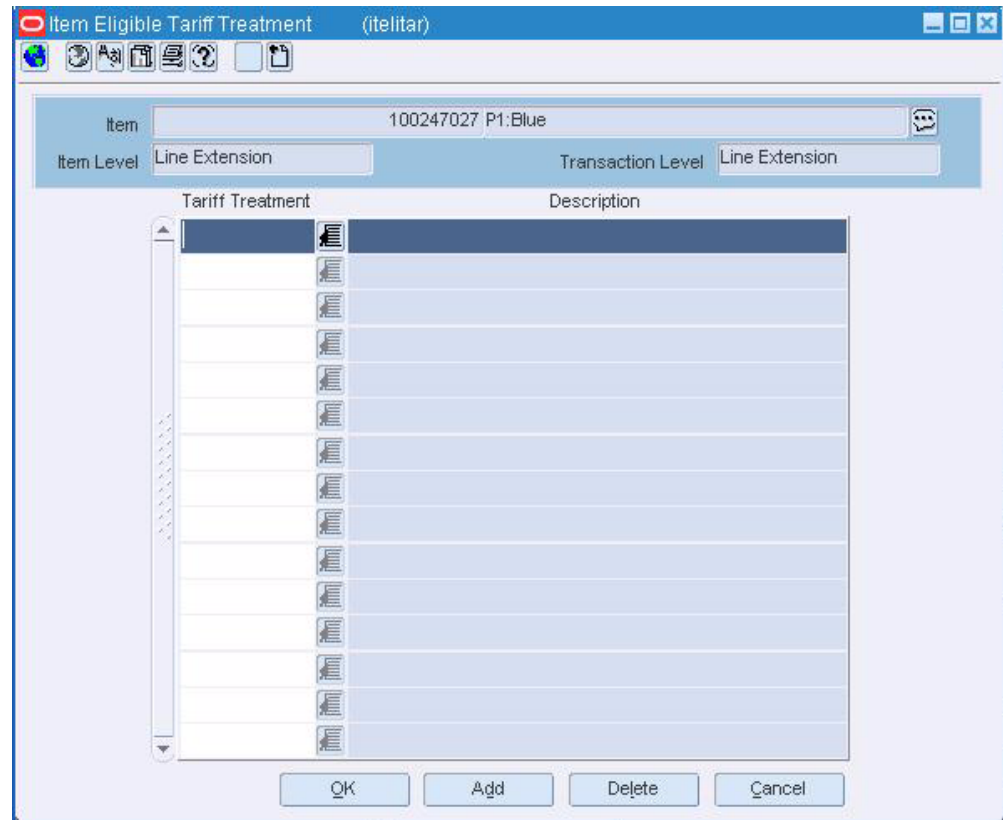 Item Eligible Tariff Treatment (itelitar)
Item 100247027 P1:Blue
Item Level Line Extension Transaction Level Line Extension
Tariff Treatment Description
OK Add Delete Cancel